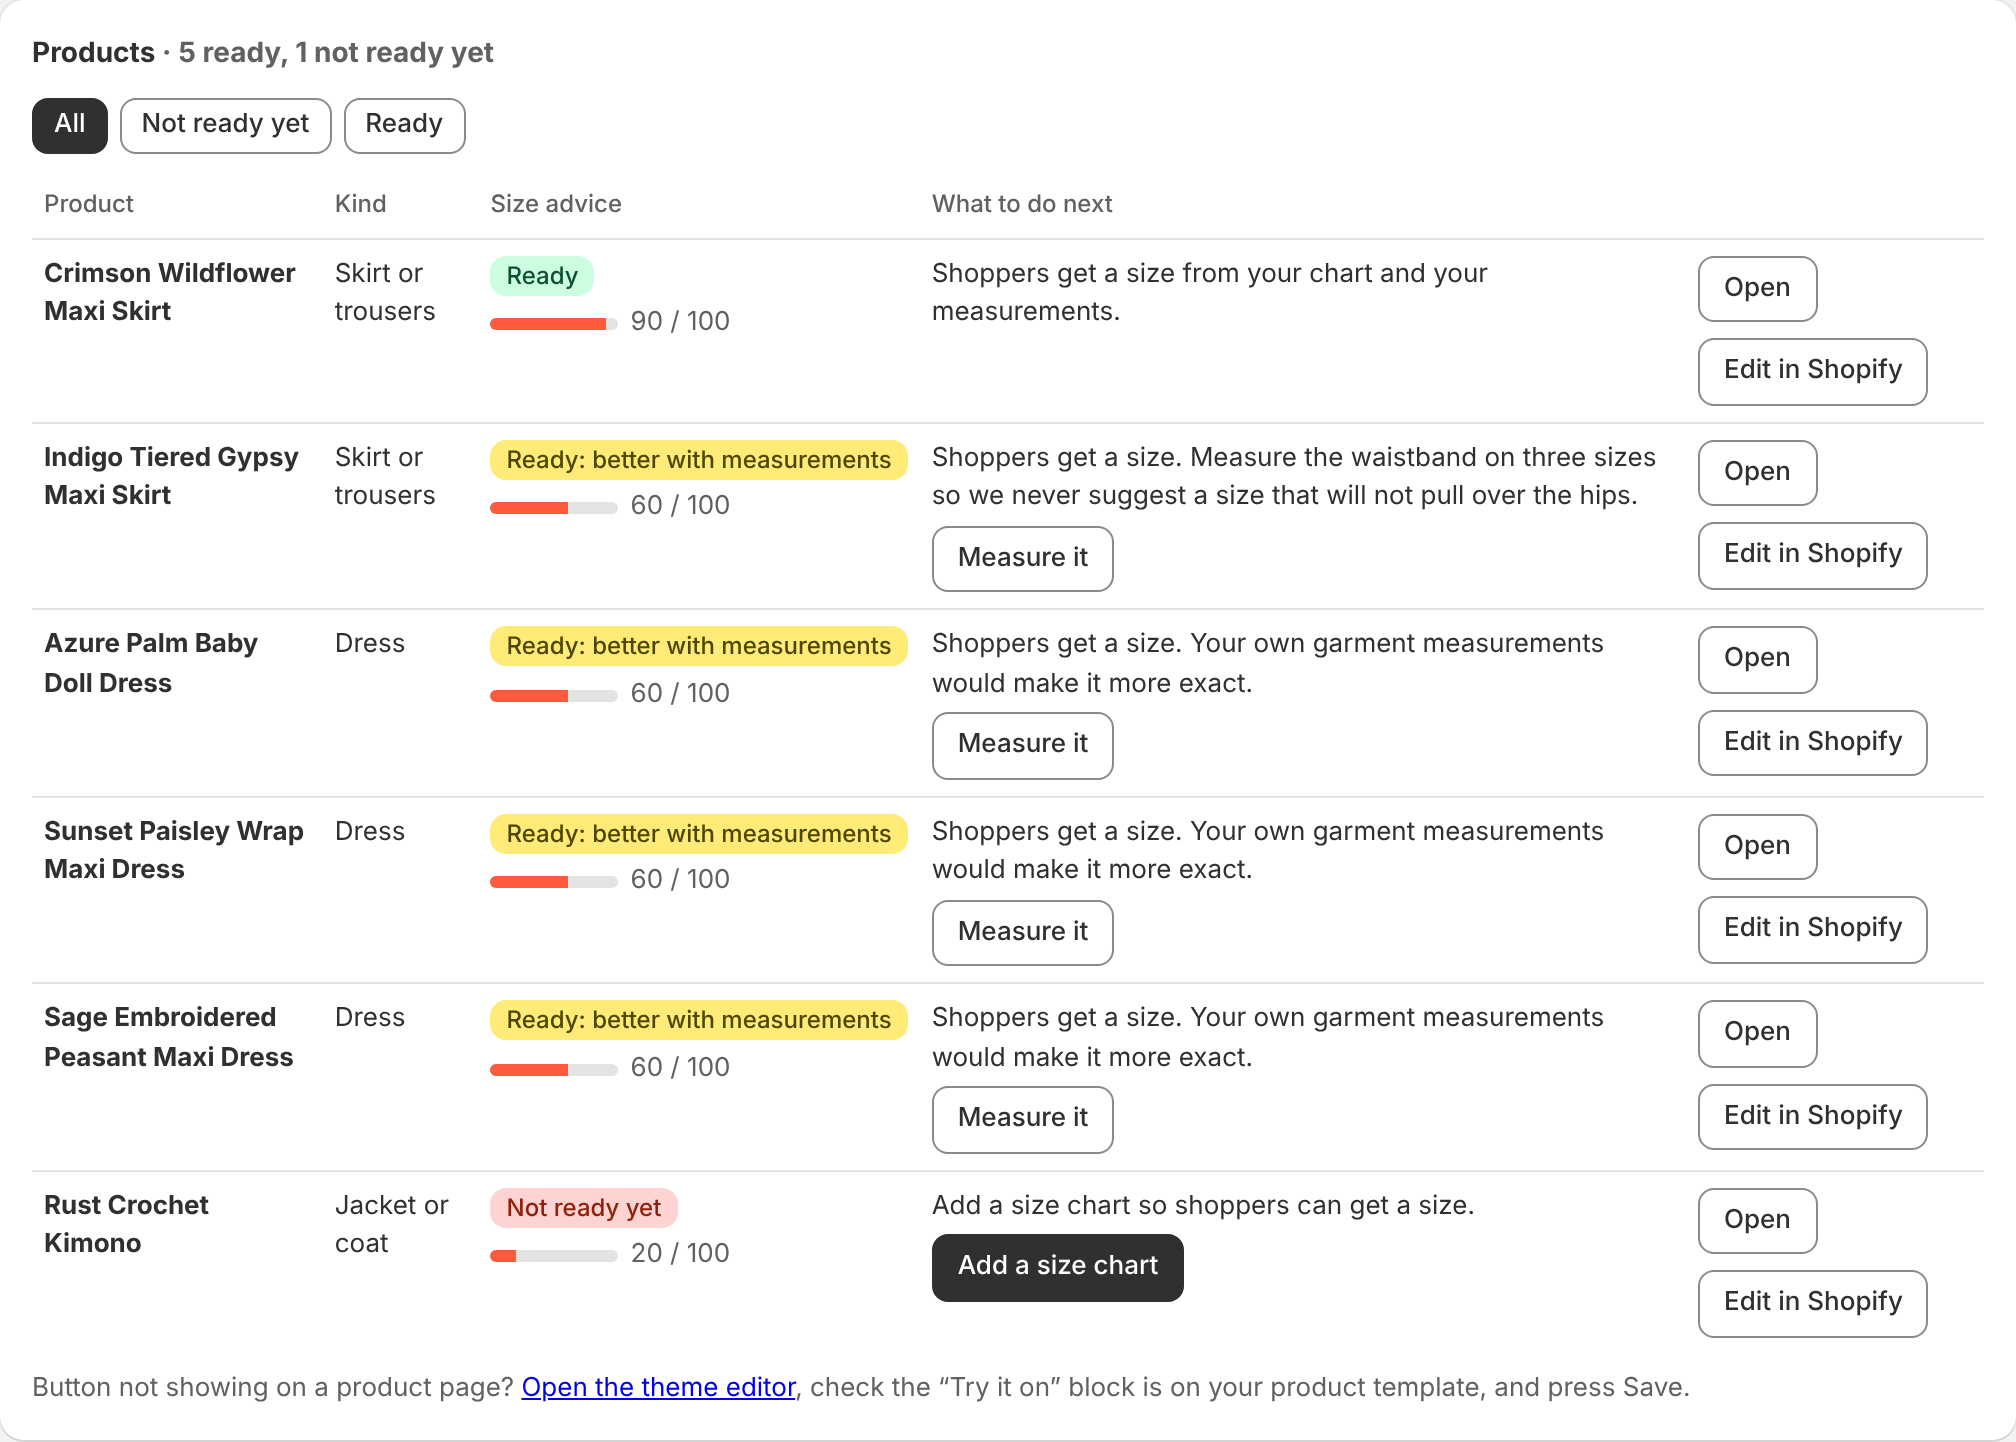 Products · 5 ready, 1 not ready yet
All
Not ready yet
Ready
Product
Kind
Size advice
What to do next
Crimson Wildflower
Maxi Skirt
Skirt or
trousers
Ready
90 / 100
Shoppers get a size from your chart and your
measurements.
Open
Edit in Shopify
Indigo Tiered Gypsy
Maxi Skirt
Skirt or
trousers
Ready: better with measurements
60 / 100
Shoppers get a size. Measure the waistband on three sizes
so we never suggest a size that will not pull over the hips.
Measure it
Open
Edit in Shopify
Azure Palm Baby
Doll Dress
Dress
Ready: better with measurements
60 / 100
Shoppers get a size. Your own garment measurements
would make it more exact.
Measure it
Open
Edit in Shopify
Sunset Paisley Wrap
Maxi Dress
Dress
Ready: better with measurements
60 / 100
Shoppers get a size. Your own garment measurements
would make it more exact.
Measure it
Open
Edit in Shopify
Sage Embroidered
Peasant Maxi Dress
Dress
Ready: better with measurements
60 / 100
Shoppers get a size. Your own garment measurements
would make it more exact.
Measure it
Open
Edit in Shopify
Rust Crochet
Kimono
Jacket or
coat
Not ready yet
20 / 100
Add a size chart so shoppers can get a size.
Add a size chart
Open
Edit in Shopify
Button not showing on a product page? Open the theme editor, check the “Try it on” block is on your product template, and press Save.